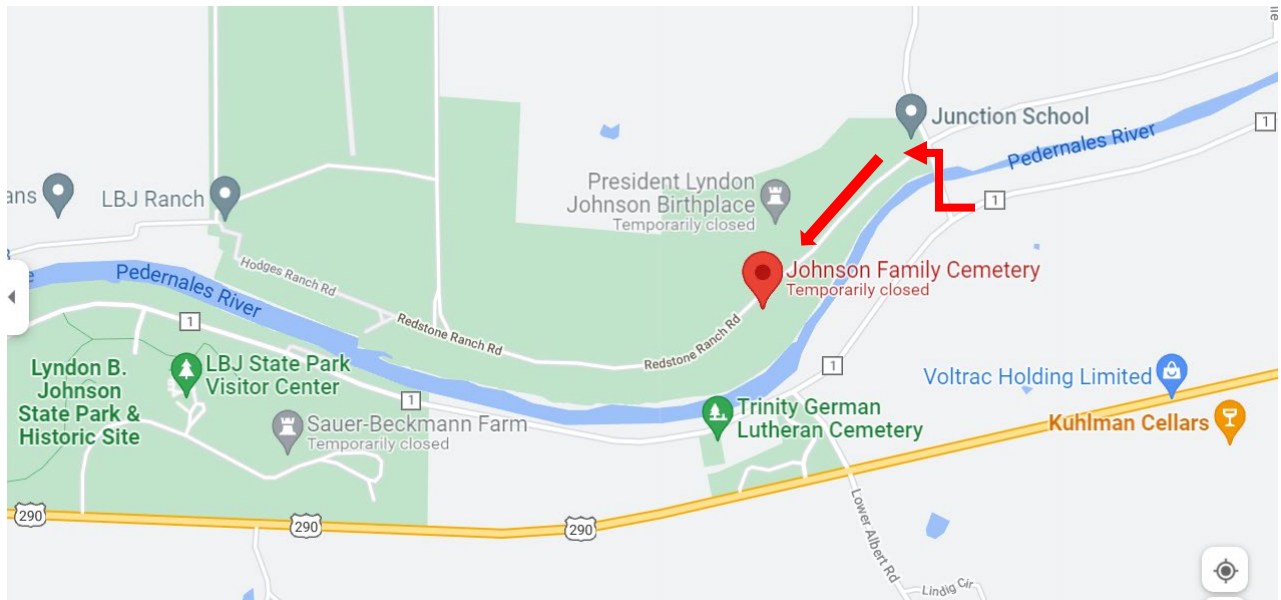 Junction School
1
Pedernales River
President Lyndon
Johnson Birthplace
Temporarily closed
ans
LBJ Ranch
1
Hodges Ranch Rd
Johnson Family Cemetery
Temporarily closed
Pedernales River
1
Redstone Ranch Rd
Redstone Ranch Rd
1
LBJ State Park
Visitor Center
Lyndon B.
Johnson
State Park &
Historic Site
1
Voltrac Holding Limited
Trinity German
Lutheran Cemetery
Sauer-Beckmann Farm
Temporarily closed
Kuhlman Cellars
290
290
290
Lower Albert Rd
Lindig Cir